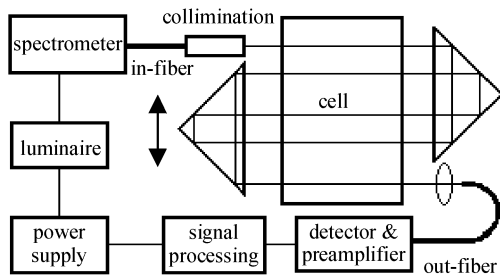 collimination
spectrometer
in-fiber
cell
luminaire
power
supply
signal
processing
detector &
preamplifier
out-fiber